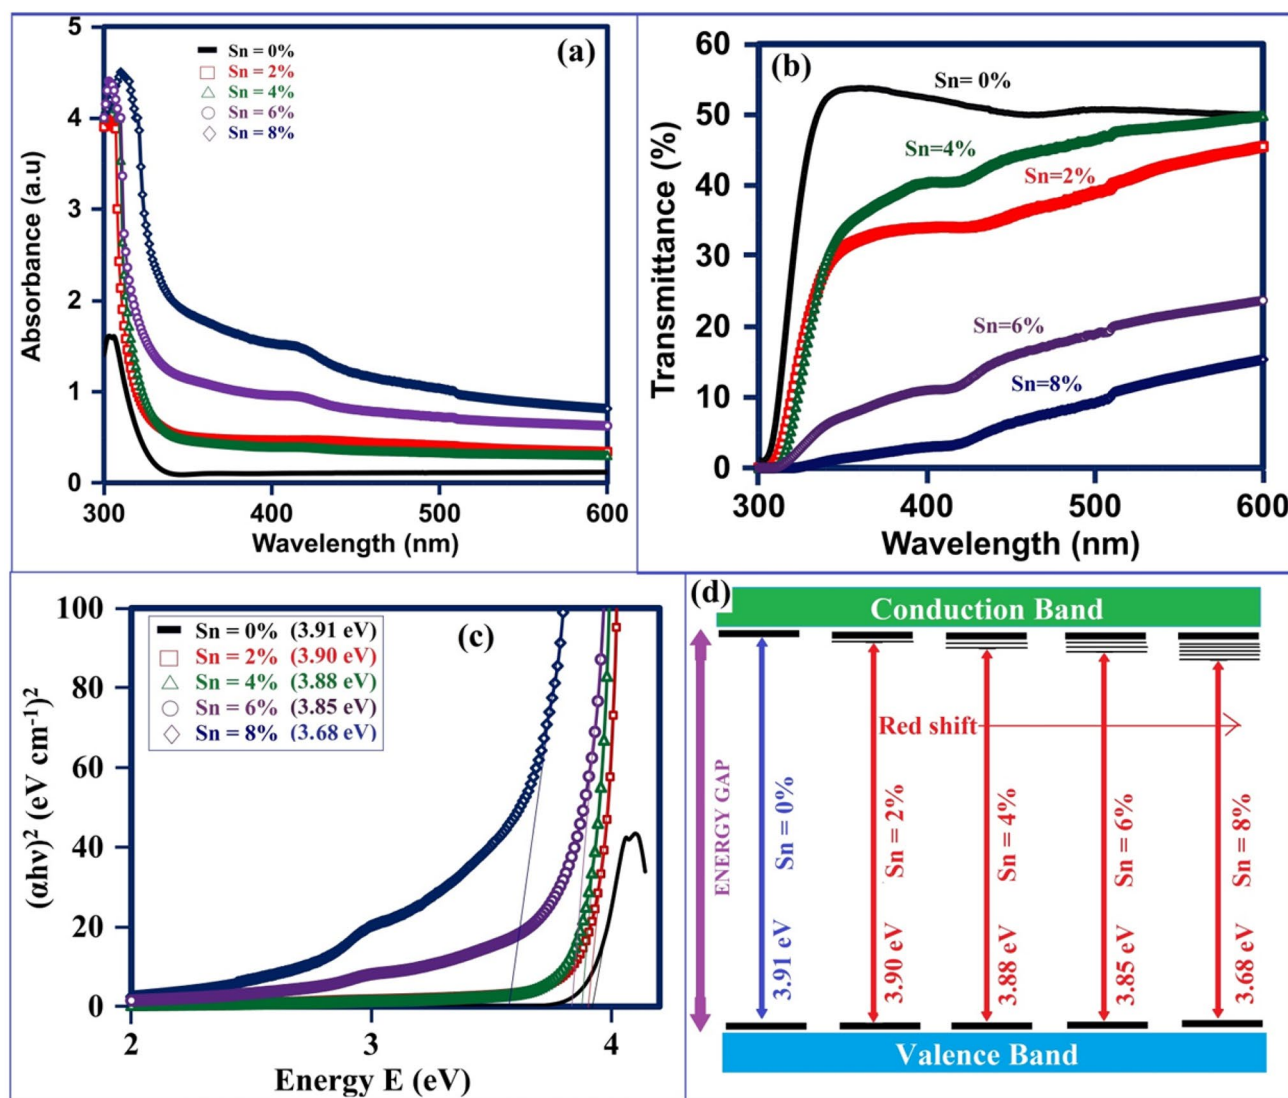 (a)
5
4
3
2
1
0
Absorbance (a.u)
Sn = 0%
Sn = 2%
Sn = 4%
Sn = 6%
Sn = 8%
300
400
500
600
Wavelength (nm)
(b)
60
50
40
30
20
10
0
Transmittance (%)
Sn= 0%
Sn=4%
Sn=2%
Sn=6%
Sn=8%
300
400
500
600
Wavelength (nm)
(c)
100
80
60
40
20
0
(αhν)² (eV cm⁻¹)²
Sn = 0% (3.91 eV)
Sn = 2% (3.90 eV)
Sn = 4% (3.88 eV)
Sn = 6% (3.85 eV)
Sn = 8% (3.68 eV)
2
3
4
Energy E (eV)
(d)
Conduction Band
ENERGY GAP
Red shift
3.91 eV Sn = 0%
3.90 eV Sn = 2%
3.88 eV Sn = 4%
3.85 eV Sn = 6%
3.68 eV Sn = 8%
Valence Band